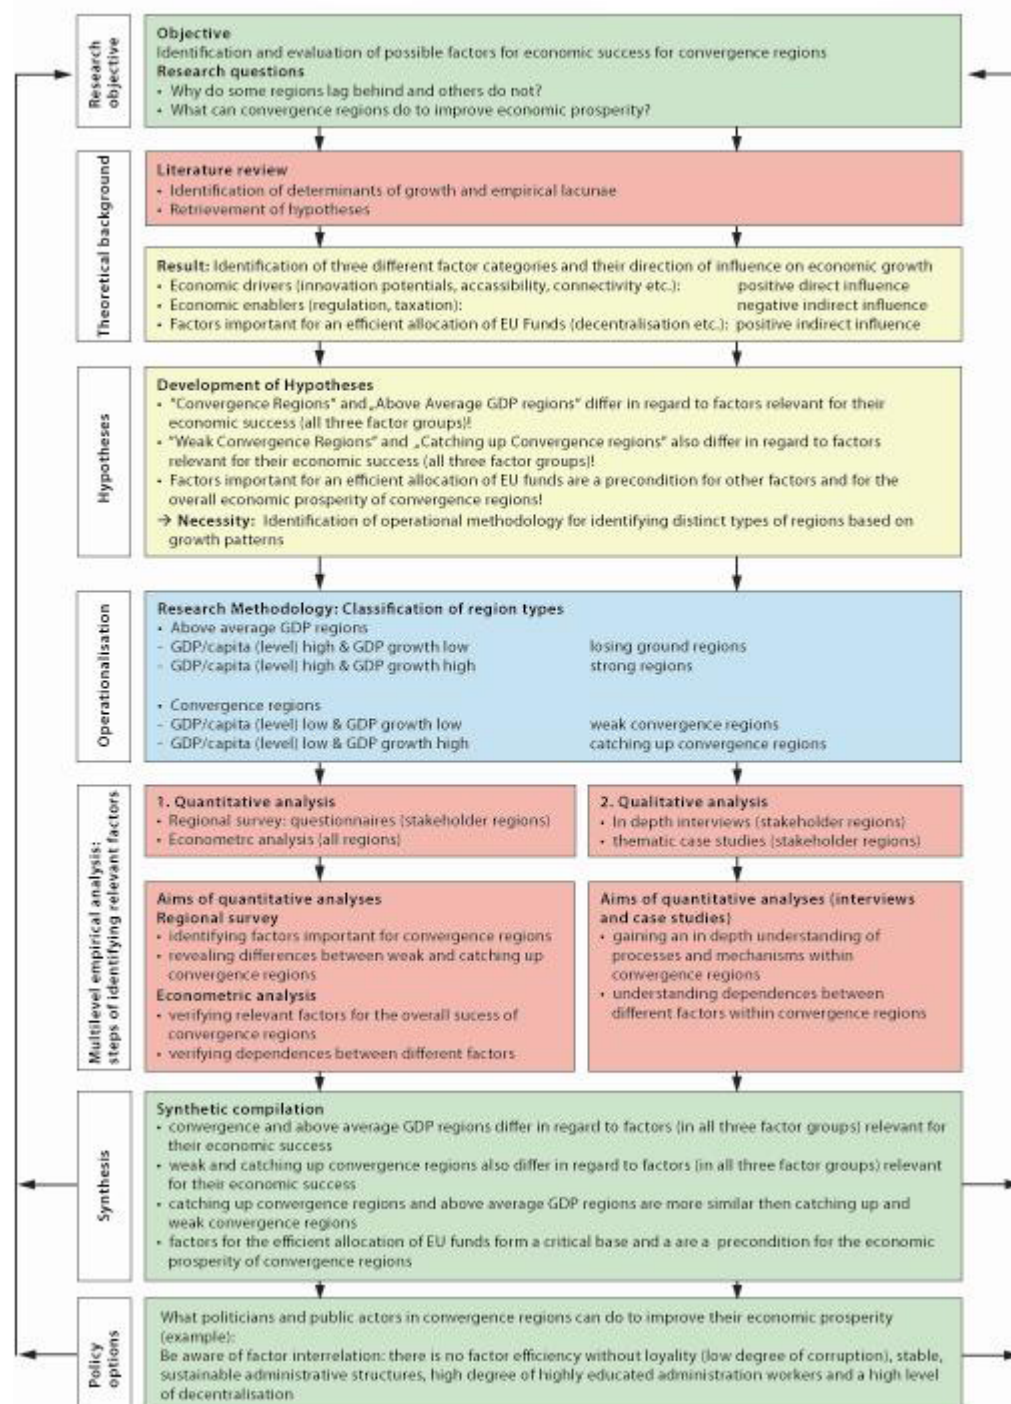 Research
objective
Objective
Identification and evaluation of possible factors for economic success for convergence regions
Research questions
• Why do some regions lag behind and others do not?
• What can convergence regions do to improve economic prosperity?
Theoretical background
Literature review
• Identification of determinants of growth and empirical lacunae
• Retrievement of hypotheses
Result: Identification of three different factor categories and their direction of influence on economic growth
• Economic drivers (innovation potentials, accassibility, connectivity etc.): positive direct influence
• Economic enablers (regulation, taxation): negative indirect influence
• Factors important for an efficient allocation of EU Funds (decentralisation etc.): positive indirect influence
Hypotheses
Development of Hypotheses
• "Convergence Regions" and „Above Average GDP regions" differ in regard to factors relevant for their
economic success (all three factor groups)!
• "Weak Convergence Regions" and „Catching up Convergence regions" also differ in regard to factors
relevant for their economic success (all three factor groups)!
• Factors important for an efficient allocation of EU funds are a precondition for other factors and for the
overall economic prosperity of convergence regions!
→ Necessity: Identification of operational methodology for identifying distinct types of regions based on
growth patterns
Operationalisation
Research Methodology: Classification of region types
• Above average GDP regions
- GDP/capita (level) high & GDP growth low losing ground regions
- GDP/capita (level) high & GDP growth high strong regions
• Convergence regions
- GDP/capita (level) low & GDP growth low weak convergence regions
- GDP/capita (level) low & GDP growth high catching up convergence regions
Multilevel empirical analysis:
steps of identifying relevant factors
1. Quantitative analysis
• Regional survey: questionnaires (stakeholder regions)
• Econometrc analysis (all regions)
2. Qualitative analysis
• In depth interviews (stakeholder regions)
• thematic case studies (stakeholder regions)
Aims of quantitative analyses
Regional survey
• identifying factors important for convergence regions
• revealing differences between weak and catching up
convergence regions
Econometric analysis
• verifying relevant factors for the overall sucess of
convergence regions
• verifying dependences between different factors
Aims of quantitative analyses (interviews
and case studies)
• gaining an in depth understanding of
processes and mechanisms within
convergence regions
• understanding dependences between
different factors within convergence regions
Synthesis
Synthetic compilation
• convergence and above average GDP regions differ in regard to factors (in all three factor groups) relevant for
their economic success
• weak and catching up convergence regions also differ in regard to factors (in all three factor groups) relevant
for their economic success
• catching up convergence regions and above average GDP regions are more similar then catching up and
weak convergence regions
• factors for the efficient allocation of EU funds form a critical base and a are a precondition for the economic
prosperity of convergence regions
Policy
options
What politicians and public actors in convergence regions can do to improve their economic prosperity
(example):
Be aware of factor interrelation: there is no factor efficiency without loyality (low degree of corruption), stable,
sustainable administrative structures, high degree of highly educated administration workers and a high level
of decentralisation